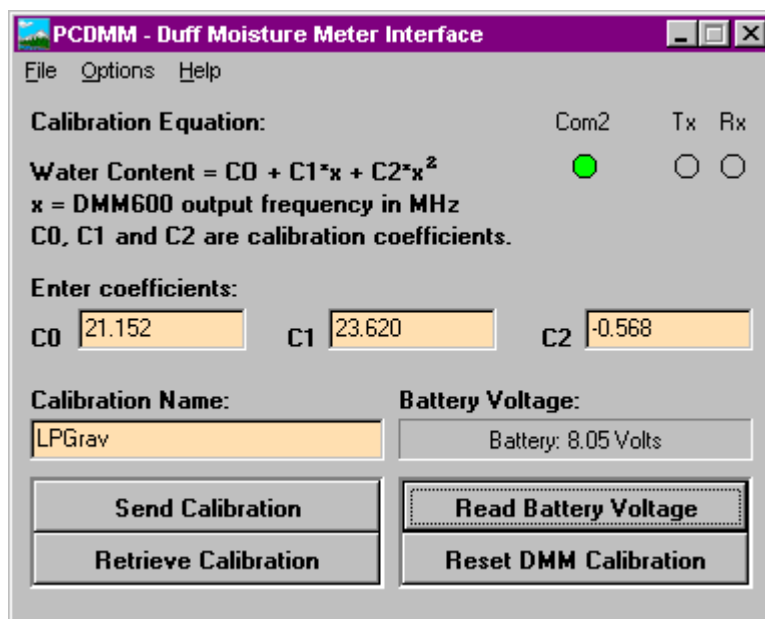 PCDMM - Duff Moisture Meter Interface
File Options Help
Calibration Equation: Com2 Tx Rx
Water Content = C0 + C1*x + C2*x²
x = DMM600 output frequency in MHz
C0, C1 and C2 are calibration coefficients.
Enter coefficients:
C0 21.152 C1 23.620 C2 -0.568
Calibration Name: Battery Voltage:
LPGrav Battery: 8.05 Volts
Send Calibration Read Battery Voltage
Retrieve Calibration Reset DMM Calibration